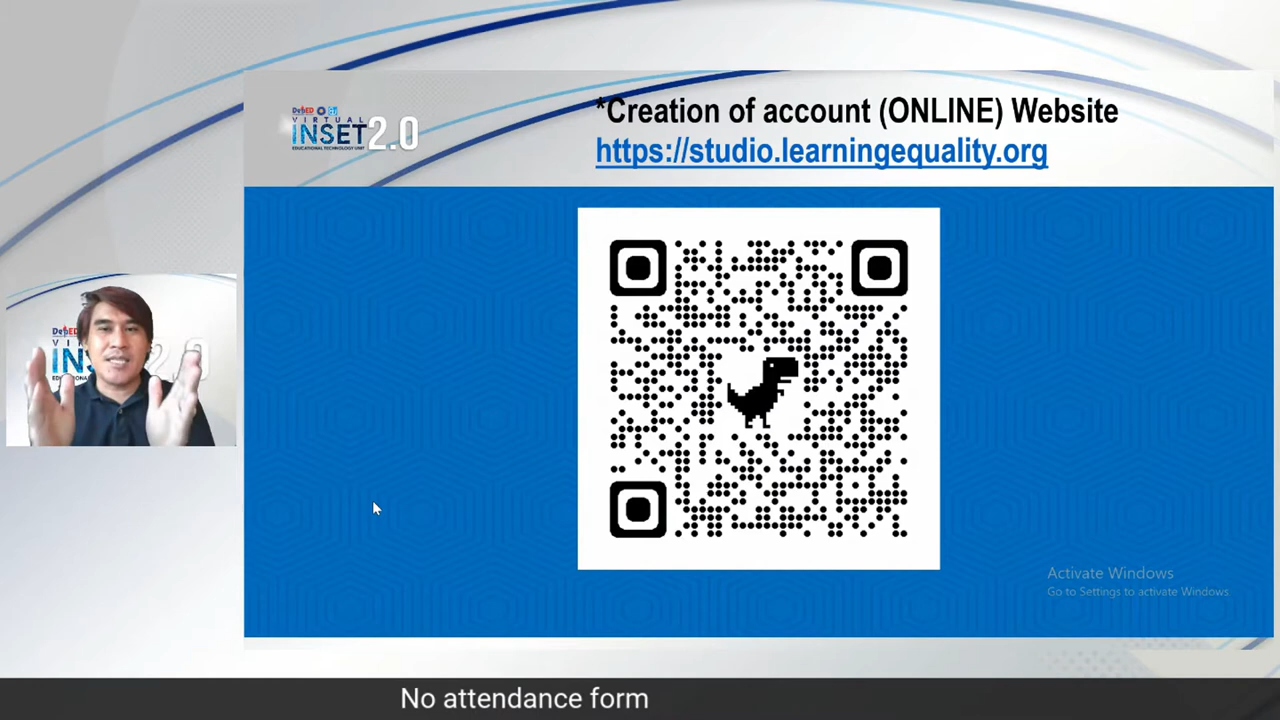 *Creation of account (ONLINE) Website
https://studio.learningequality.org
DepED
VIRTUAL
INSET 2.0
EDUCATIONAL TECHNOLOGY UNIT
DepED
Activate Windows
Go to Settings to activate Windows.
No attendance form